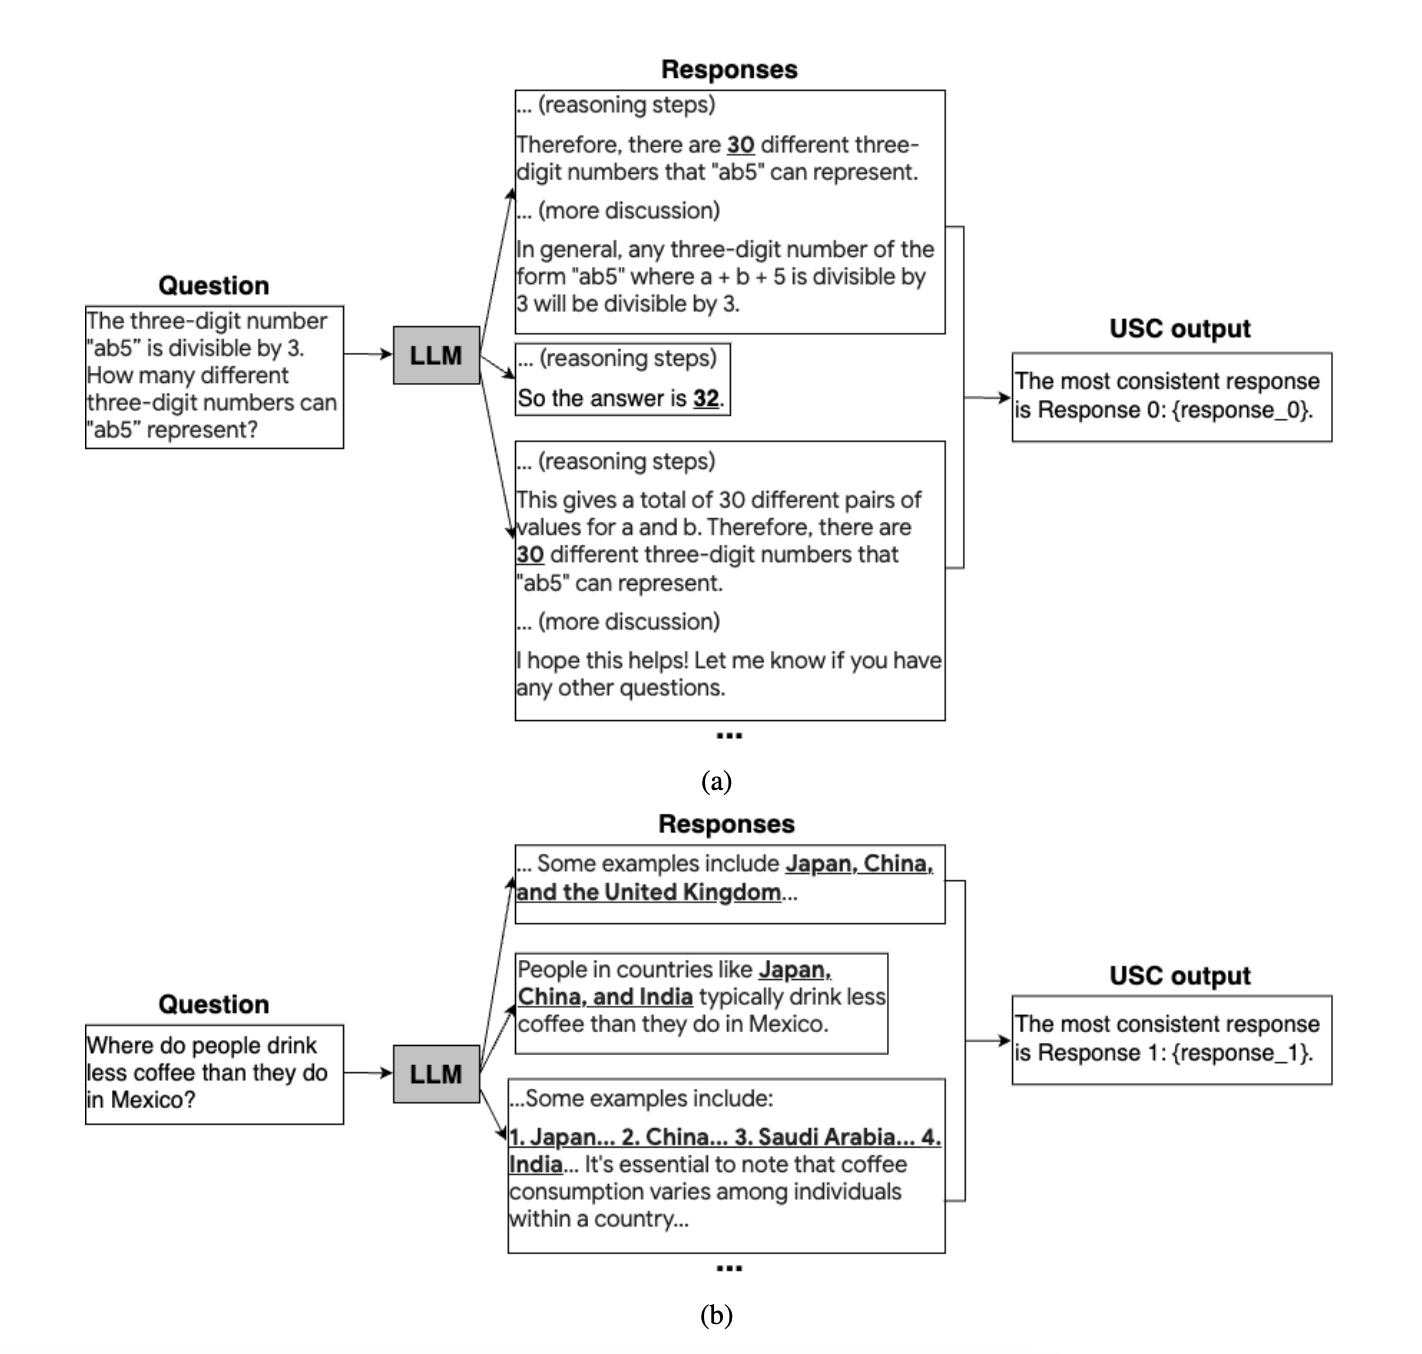 Responses
... (reasoning steps)
Therefore, there are 30 different three-
digit numbers that "ab5" can represent.
... (more discussion)
In general, any three-digit number of the
form "ab5" where a + b + 5 is divisible by
3 will be divisible by 3.
Question
The three-digit number
"ab5” is divisible by 3.
How many different
three-digit numbers can
"ab5” represent?
LLM
... (reasoning steps)
So the answer is 32.
... (reasoning steps)
This gives a total of 30 different pairs of
values for a and b. Therefore, there are
30 different three-digit numbers that
"ab5" can represent.
... (more discussion)
I hope this helps! Let me know if you have
any other questions.
...
USC output
The most consistent response
is Response 0: {response_0}.
(a)
Responses
... Some examples include Japan, China,
and the United Kingdom...
People in countries like Japan,
China, and India typically drink less
coffee than they do in Mexico.
Question
Where do people drink
less coffee than they do
in Mexico?
LLM
...Some examples include:
1. Japan... 2. China... 3. Saudi Arabia... 4.
India... It's essential to note that coffee
consumption varies among individuals
within a country...
...
USC output
The most consistent response
is Response 1: {response_1}.
(b)